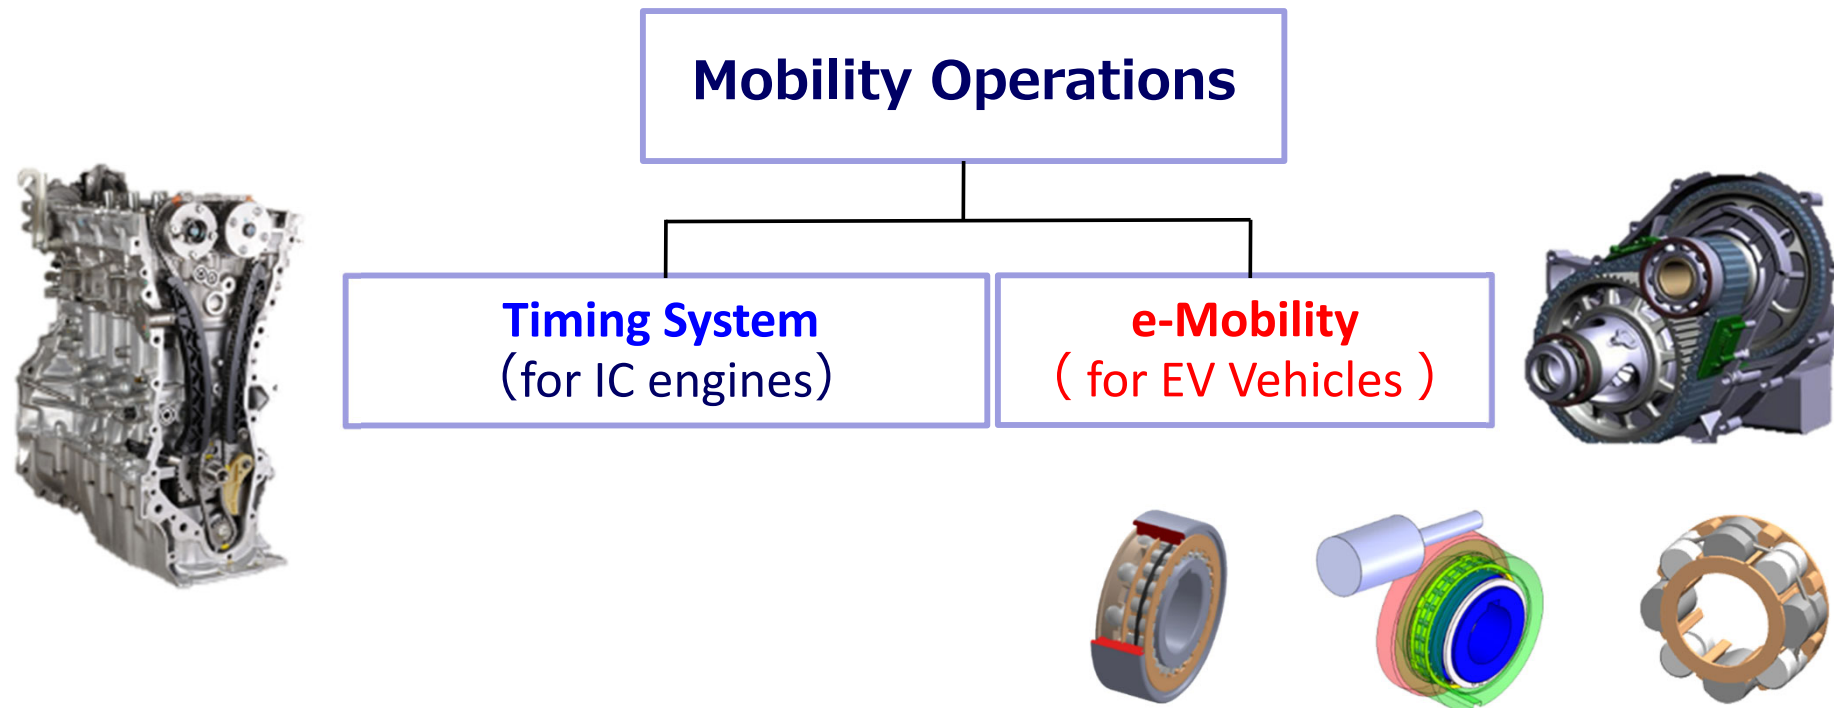 Mobility Operations
Timing System
（for IC engines）
e-Mobility
（ for EV Vehicles ）